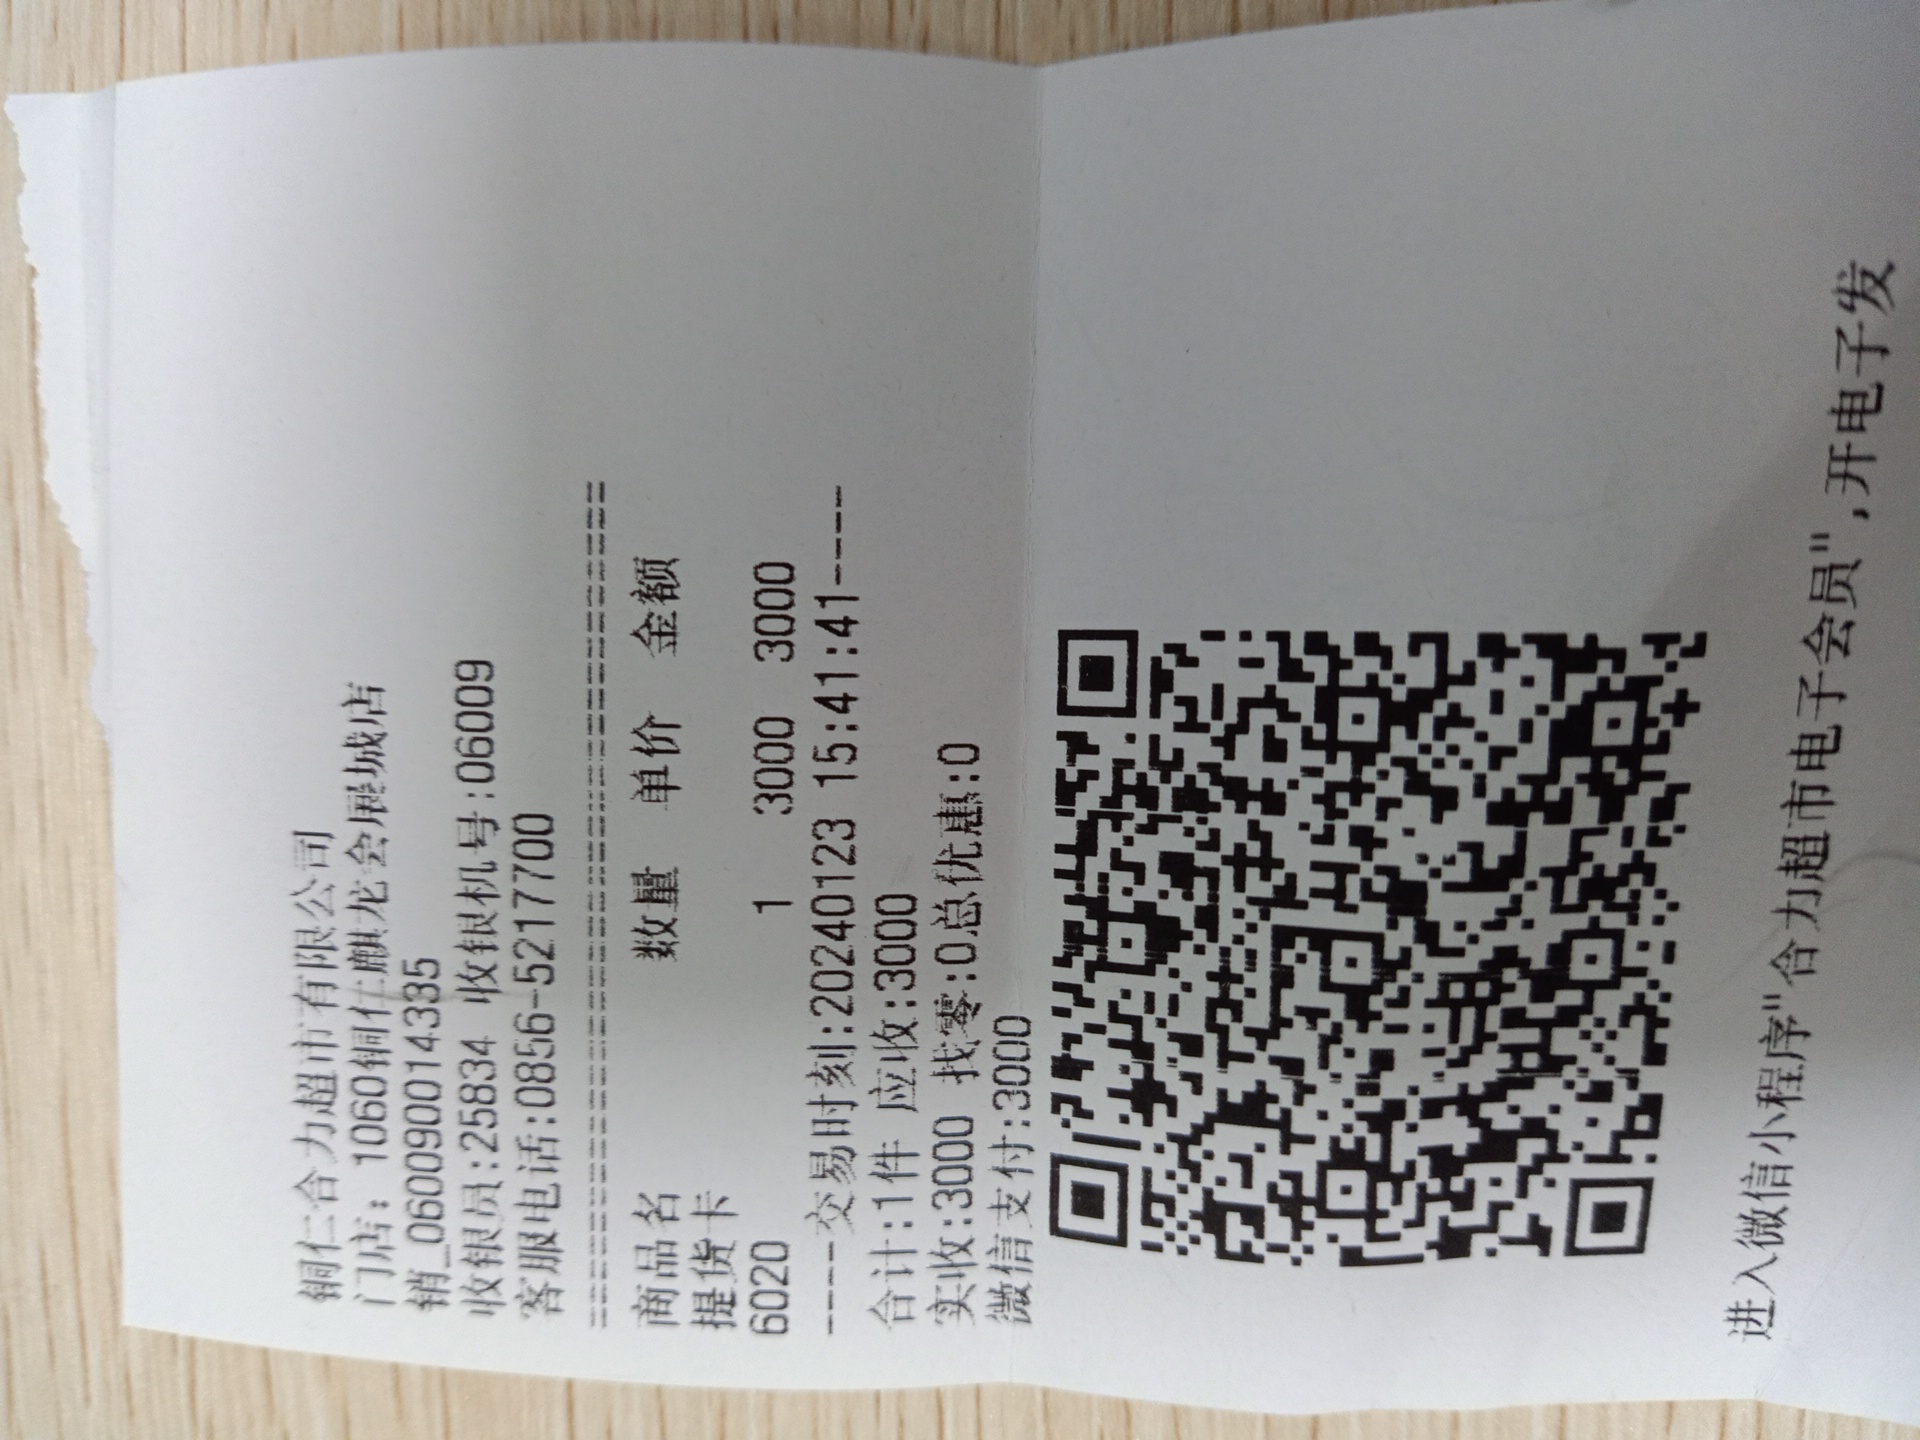 铜仁合力超市有限公司
门店：1060铜仁麒龙会展城店
销_060090014335
收银员:25834 收银机号:06009
客服电话:0856-5217700
================================
商品名 数量 单价 金额
提货卡
6020 1 3000 3000
----交易时刻:20240123 15:41:41----
合计:1件 应收:3000
实收:3000 找零:0总优惠:0
微信支付:3000
进入微信小程序"合力超市电子会员",开电子发